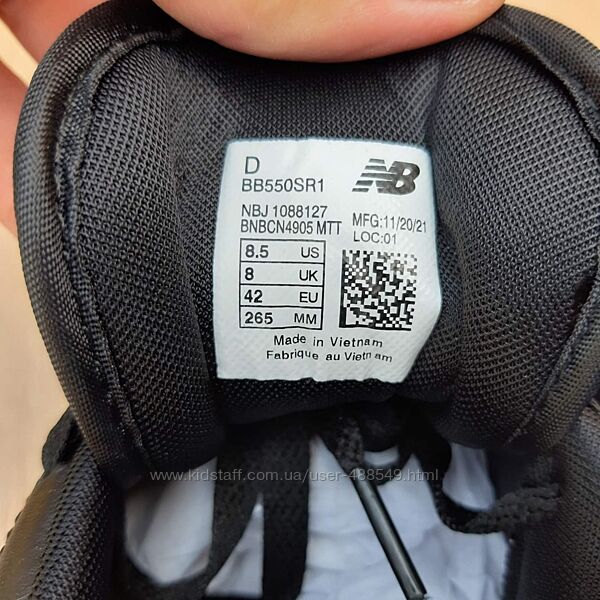 D
BB550SR1
NB
NBJ 1088127
BNBCN4905 MTT
MFG:11/20/21
LOC:01
8.5 US
8 UK
42 EU
265 MM
Made in Vietnam
Fabrique au Vietnam
www.kidstaff.com.ua/user-488549.html